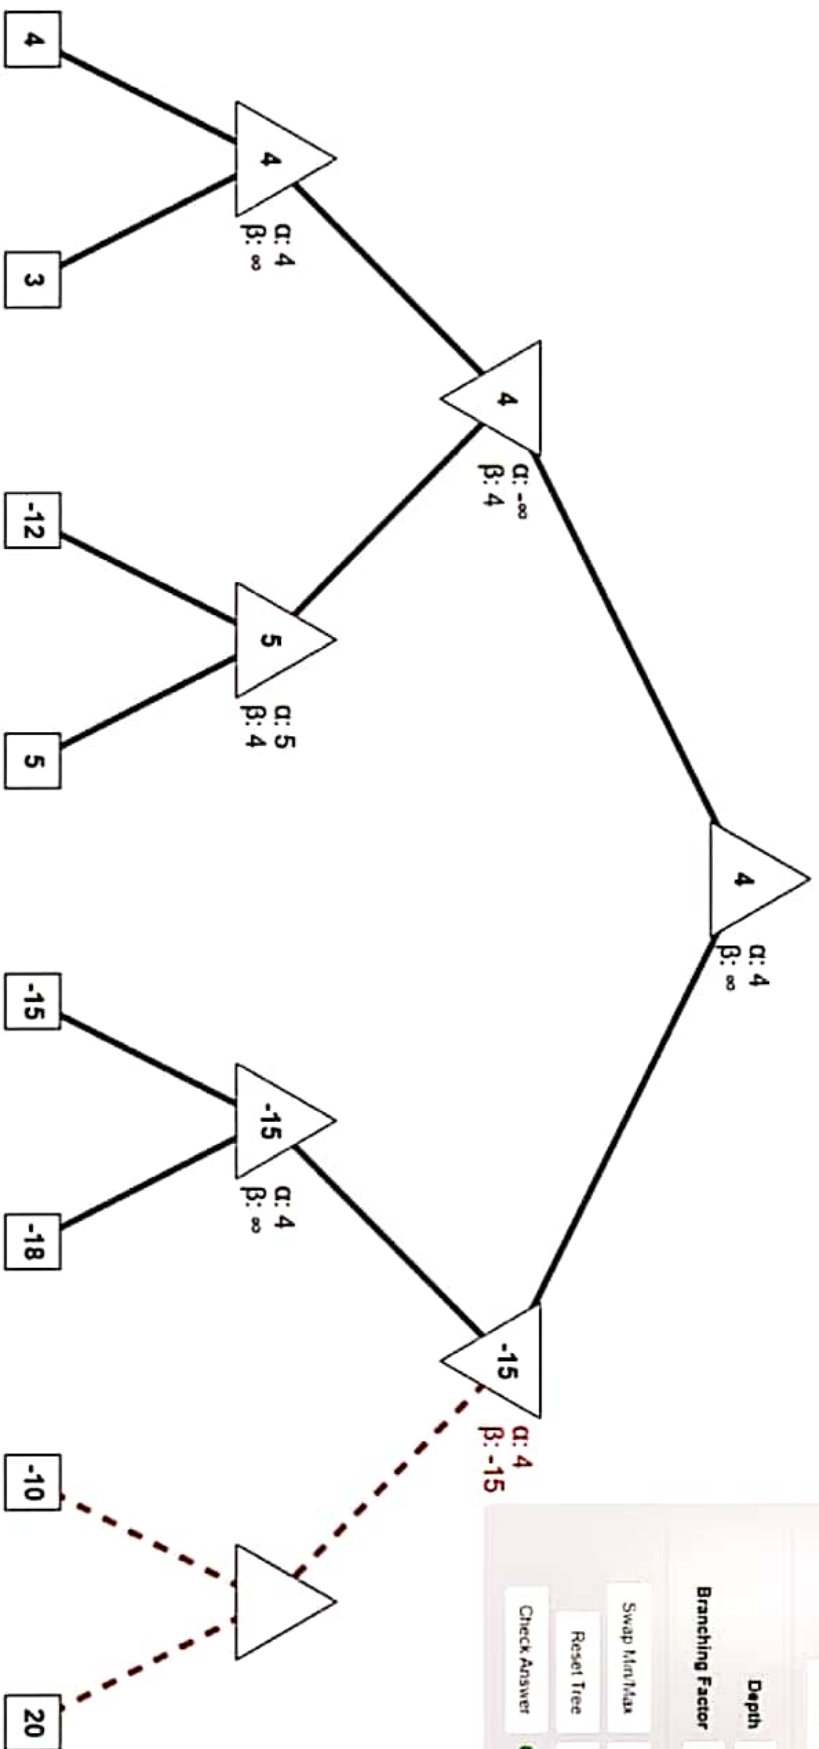 4
α: 4
β: ∞
4
α: -∞
β: 4
-15
α: 4
β: -15
4
α: 4
β: ∞
5
α: 5
β: 4
-15
α: 4
β: ∞
4
3
-12
5
-15
-18
-10
20
Depth
Branching Factor
Swap Min/Max
Reset Tree
Check Answer